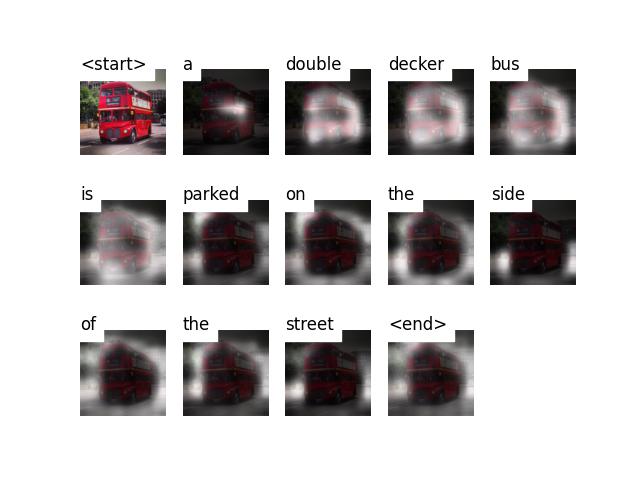 <start> a double decker bus
is parked on the side
of the street <end>